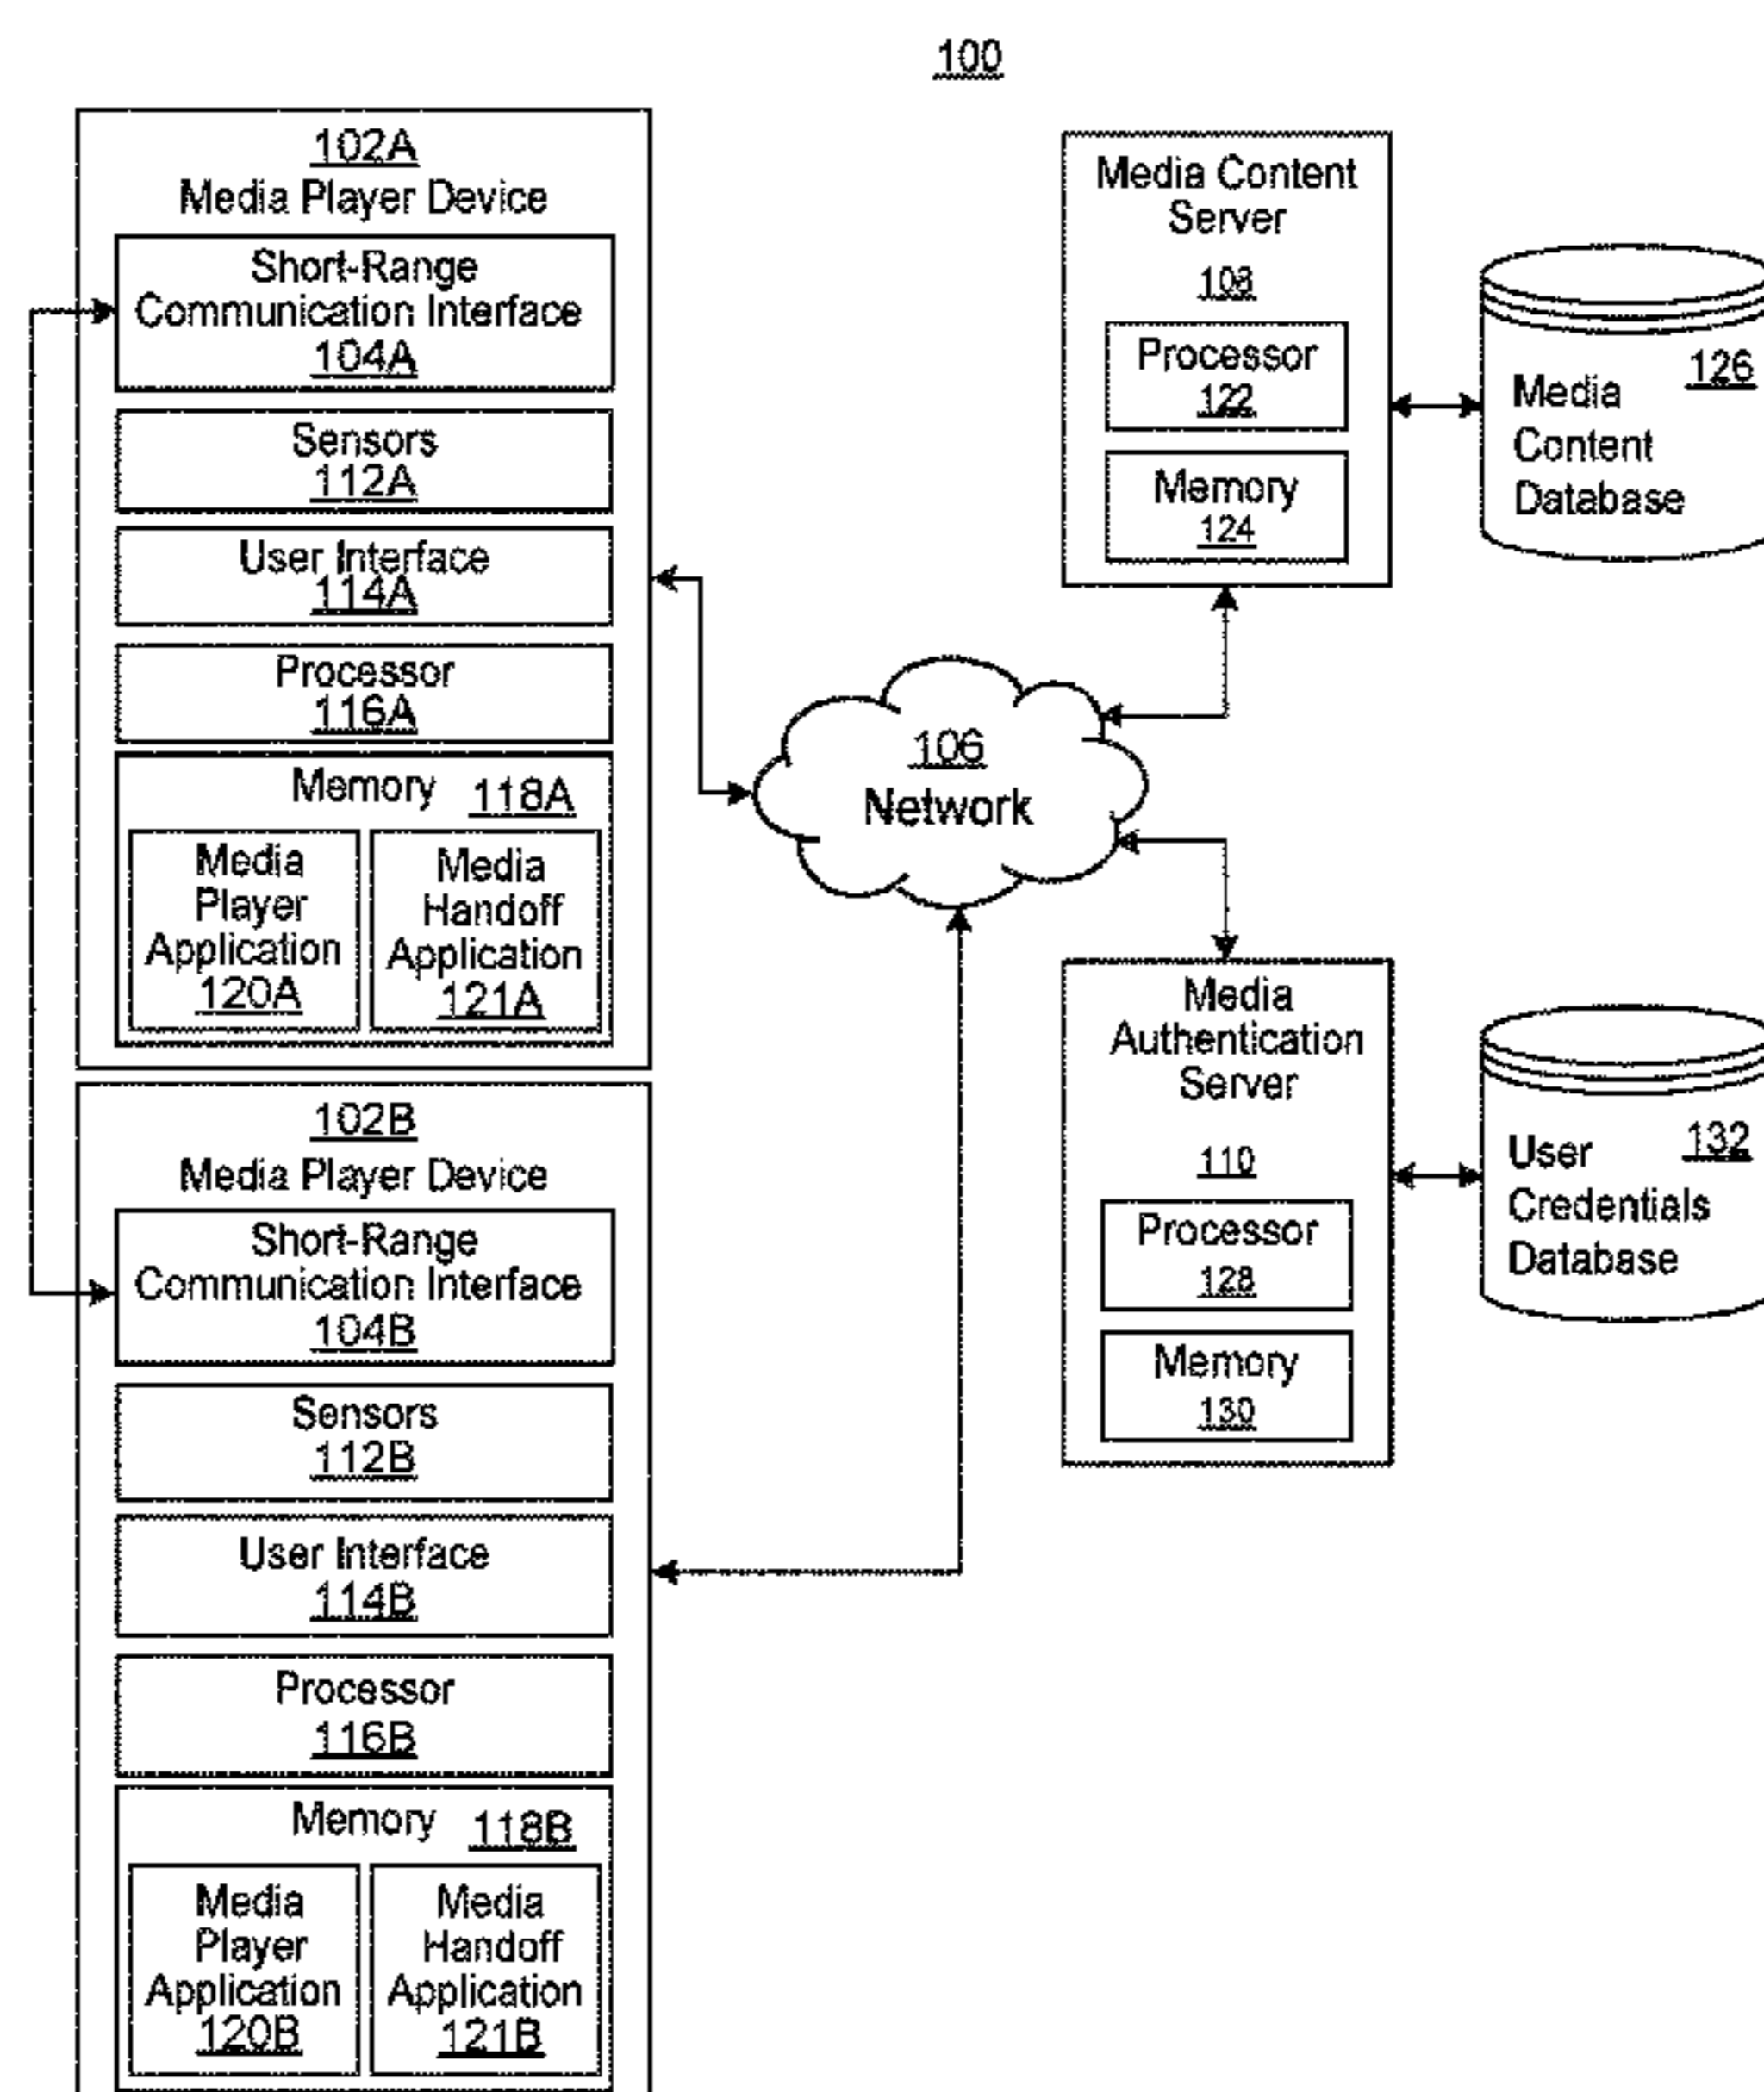 100
102A
Media Player Device
Short-Range
Communication Interface
104A
Sensors
112A
User Interface
114A
Processor
116A
Memory 118A
Media
Player
Application
120A
Media
Handoff
Application
121A
102B
Media Player Device
Short-Range
Communication Interface
104B
Sensors
112B
User Interface
114B
Processor
116B
Memory 118B
Media
Player
Application
120B
Media
Handoff
Application
121B
106
Network
Media Content
Server
108
Processor
122
Memory
124
126
Media
Content
Database
Media
Authentication
Server
110
Processor
128
Memory
130
132
User
Credentials
Database